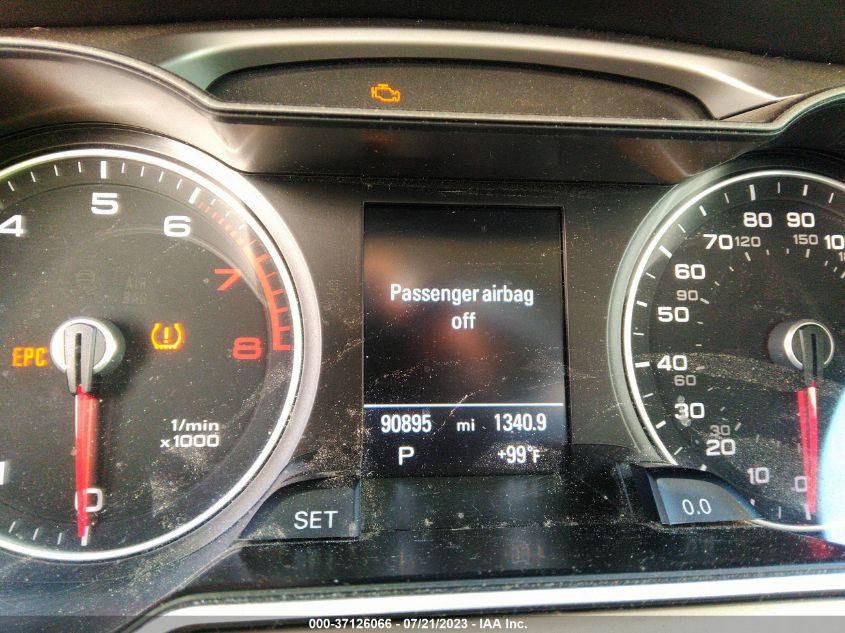 4 5 6 7 8
EPC
1/min
x1000
1 0
SET
Passenger airbag
off
90895 mi 1340.9
P +99°F
80 90
70 120 150
60
90
50
40
60
30
30
20
10
0
0.0
000-37126066 / 07/21/2023 - IAA Inc.